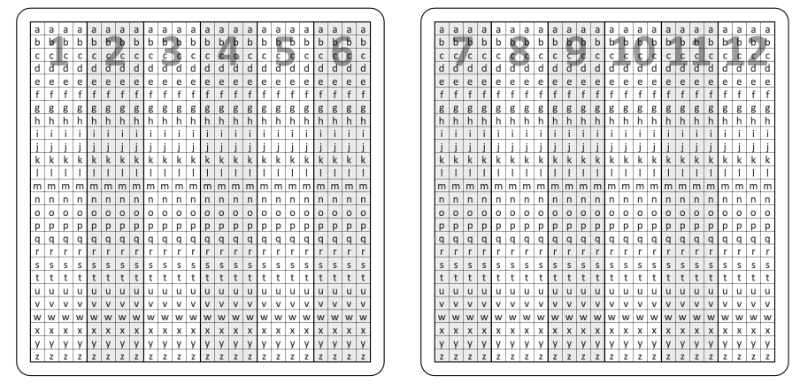 1 2 3 4 5 6
a a a a a a a a a a a a a a a a a a a a a a a a
b b b b b b b b b b b b b b b b b b b b b b b b
c c c c c c c c c c c c c c c c c c c c c c c c
d d d d d d d d d d d d d d d d d d d d d d d d
e e e e e e e e e e e e e e e e e e e e e e e e
f f f f f f f f f f f f f f f f f f f f f f f f
g g g g g g g g g g g g g g g g g g g g g g g g
h h h h h h h h h h h h h h h h h h h h h h h h
i i i i i i i i i i i i i i i i i i i i i i i i
j j j j j j j j j j j j j j j j j j j j j j j j
k k k k k k k k k k k k k k k k k k k k k k k k
l l l l l l l l l l l l l l l l l l l l l l l l
m m m m m m m m m m m m m m m m m m m m m m m m
n n n n n n n n n n n n n n n n n n n n n n n n
o o o o o o o o o o o o o o o o o o o o o o o o
p p p p p p p p p p p p p p p p p p p p p p p p
q q q q q q q q q q q q q q q q q q q q q q q q
r r r r r r r r r r r r r r r r r r r r r r r r
s s s s s s s s s s s s s s s s s s s s s s s s
t t t t t t t t t t t t t t t t t t t t t t t t
u u u u u u u u u u u u u u u u u u u u u u u u
v v v v v v v v v v v v v v v v v v v v v v v v
w w w w w w w w w w w w w w w w w w w w w w w w
x x x x x x x x x x x x x x x x x x x x x x x x
y y y y y y y y y y y y y y y y y y y y y y y y
z z z z z z z z z z z z z z z z z z z z z z z z
7 8 9 10 11 12
a a a a a a a a a a a a a a a a a a a a a a a a
b b b b b b b b b b b b b b b b b b b b b b b b
c c c c c c c c c c c c c c c c c c c c c c c c
d d d d d d d d d d d d d d d d d d d d d d d d
e e e e e e e e e e e e e e e e e e e e e e e e
f f f f f f f f f f f f f f f f f f f f f f f f
g g g g g g g g g g g g g g g g g g g g g g g g
h h h h h h h h h h h h h h h h h h h h h h h h
i i i i i i i i i i i i i i i i i i i i i i i i
j j j j j j j j j j j j j j j j j j j j j j j j
k k k k k k k k k k k k k k k k k k k k k k k k
l l l l l l l l l l l l l l l l l l l l l l l l
m m m m m m m m m m m m m m m m m m m m m m m m
n n n n n n n n n n n n n n n n n n n n n n n n
o o o o o o o o o o o o o o o o o o o o o o o o
p p p p p p p p p p p p p p p p p p p p p p p p
q q q q q q q q q q q q q q q q q q q q q q q q
r r r r r r r r r r r r r r r r r r r r r r r r
s s s s s s s s s s s s s s s s s s s s s s s s
t t t t t t t t t t t t t t t t t t t t t t t t
u u u u u u u u u u u u u u u u u u u u u u u u
v v v v v v v v v v v v v v v v v v v v v v v v
w w w w w w w w w w w w w w w w w w w w w w w w
x x x x x x x x x x x x x x x x x x x x x x x x
y y y y y y y y y y y y y y y y y y y y y y y y
z z z z z z z z z z z z z z z z z z z z z z z z